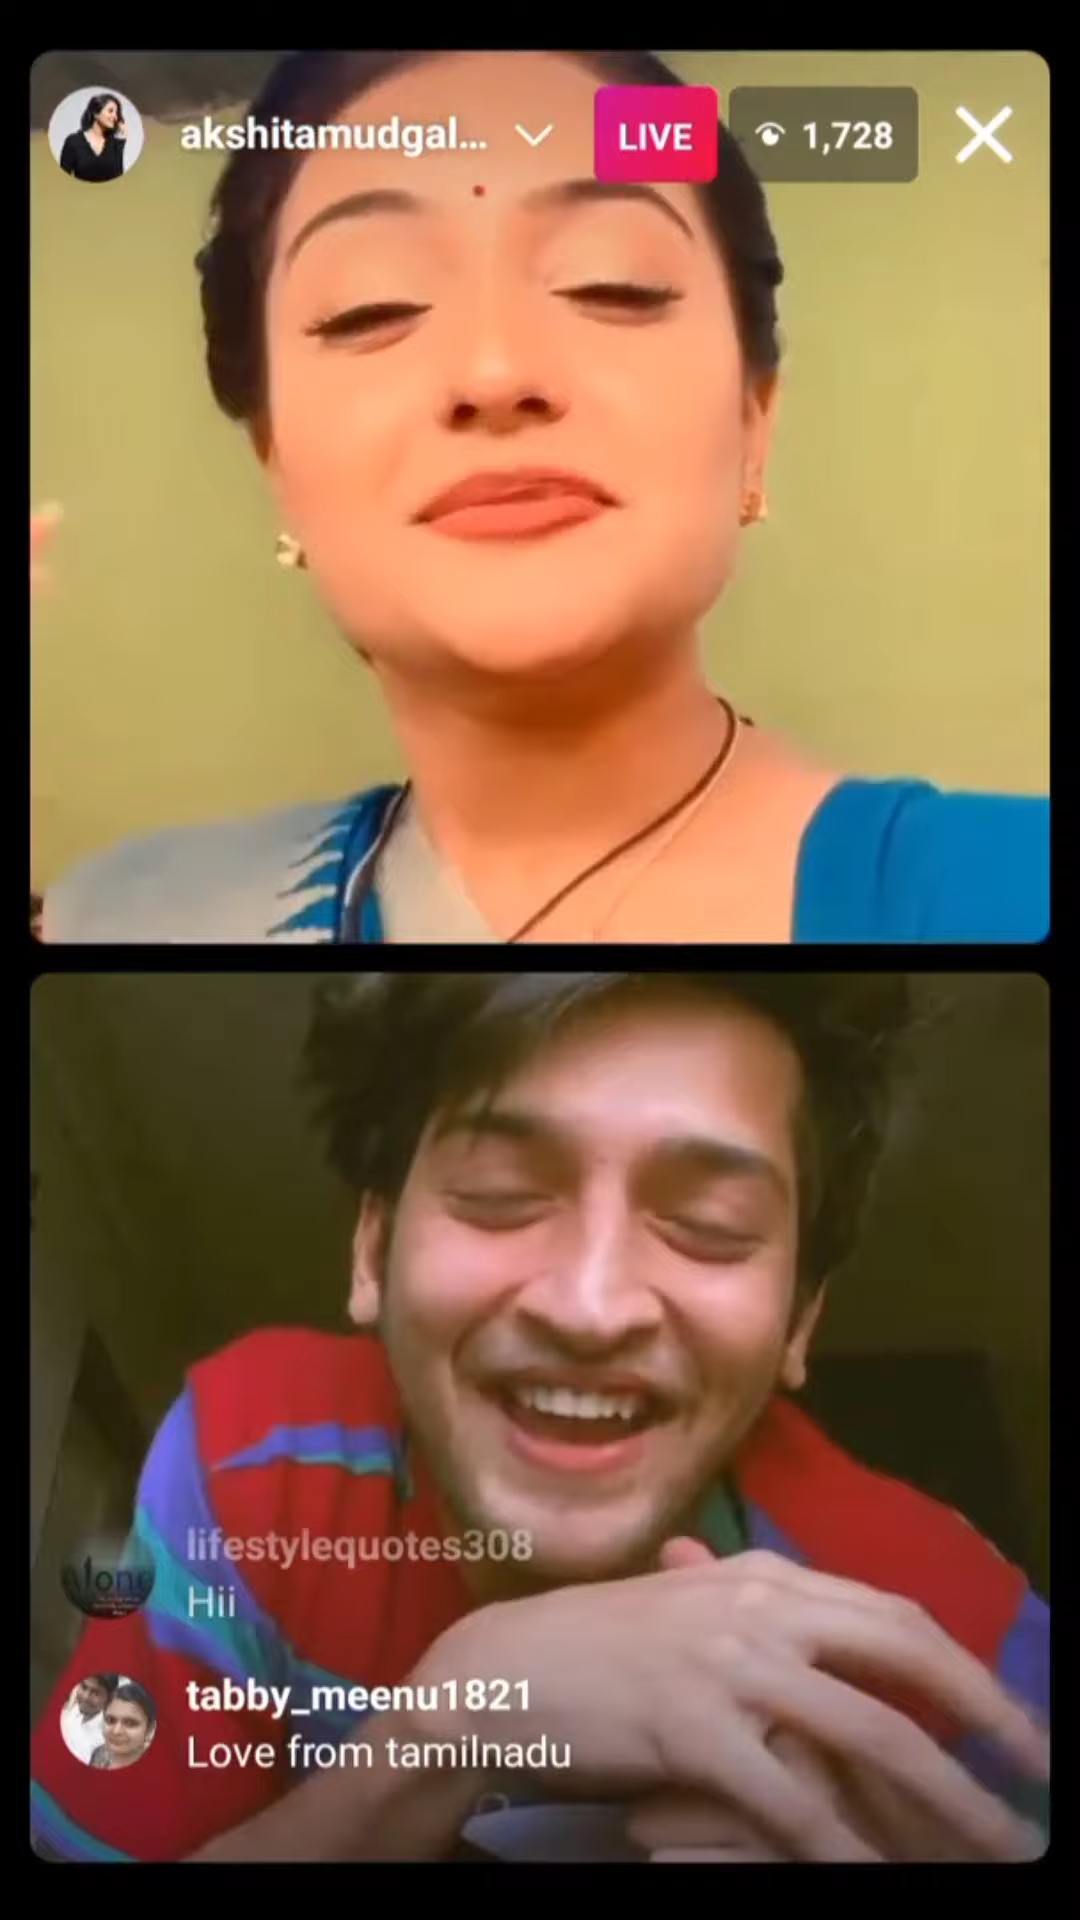 akshitamudgal...
LIVE
1,728
lifestylequotes308
Hii
tabby_meenu1821
Love from tamilnadu